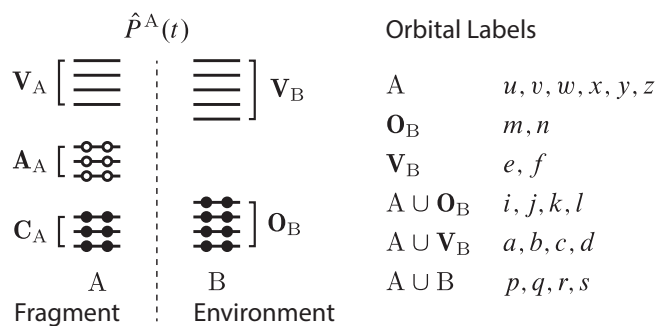 P̂^A(t)
V_A
V_B
A_A
C_A
O_B
A
B
Fragment
Environment
Orbital Labels
A u, v, w, x, y, z
O_B m, n
V_B e, f
A ∪ O_B i, j, k, l
A ∪ V_B a, b, c, d
A ∪ B p, q, r, s